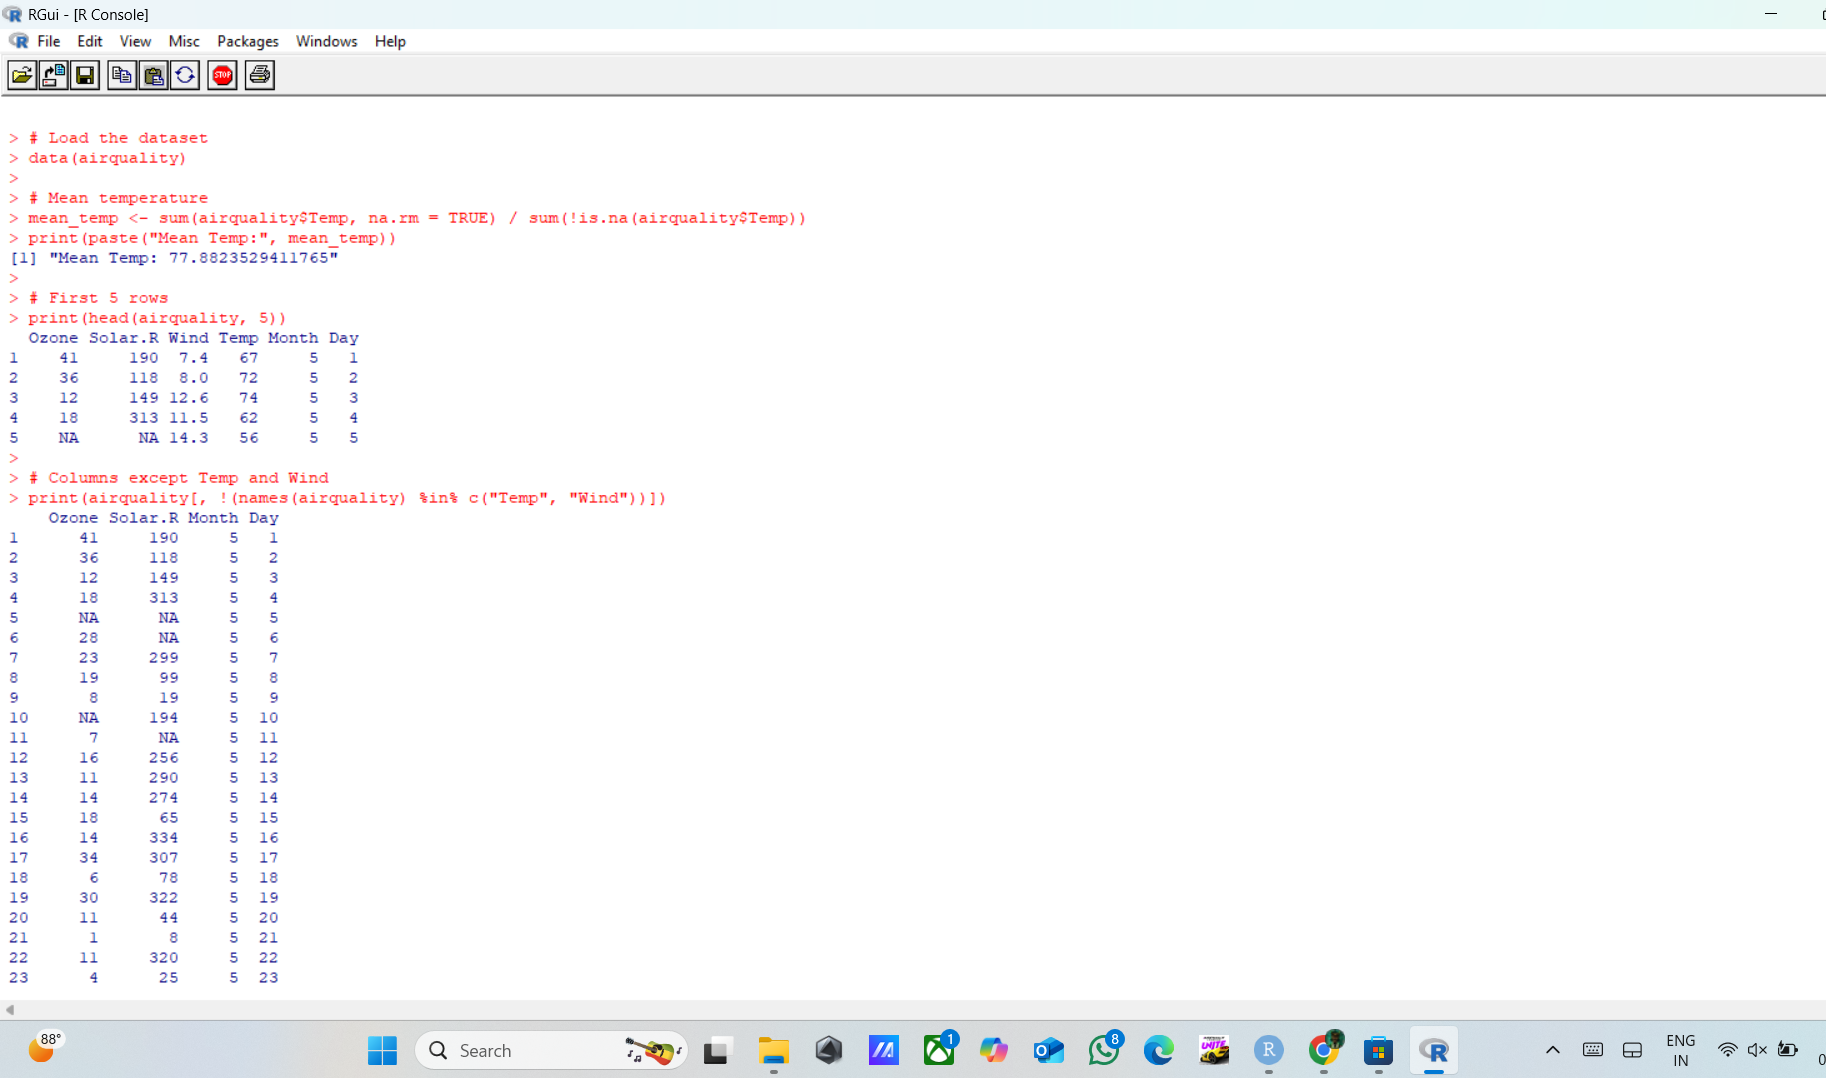 RGui - [R Console]
File Edit View Misc Packages Windows Help
STOP
> # Load the dataset
> data(airquality)
>
> # Mean temperature
> mean_temp <- sum(airquality$Temp, na.rm = TRUE) / sum(!is.na(airquality$Temp))
> print(paste("Mean Temp:", mean_temp))
[1] "Mean Temp: 77.8823529411765"
>
> # First 5 rows
> print(head(airquality, 5))
  Ozone Solar.R Wind Temp Month Day
1    41     190  7.4   67     5   1
2    36     118  8.0   72     5   2
3    12     149 12.6   74     5   3
4    18     313 11.5   62     5   4
5    NA      NA 14.3   56     5   5
>
> # Columns except Temp and Wind
> print(airquality[, !(names(airquality) %in% c("Temp", "Wind"))])
    Ozone Solar.R Month Day
1      41     190     5   1
2      36     118     5   2
3      12     149     5   3
4      18     313     5   4
5      NA      NA     5   5
6      28      NA     5   6
7      23     299     5   7
8      19      99     5   8
9       8      19     5   9
10     NA     194     5  10
11      7      NA     5  11
12     16     256     5  12
13     11     290     5  13
14     14     274     5  14
15     18      65     5  15
16     14     334     5  16
17     34     307     5  17
18      6      78     5  18
19     30     322     5  19
20     11      44     5  20
21      1       8     5  21
22     11     320     5  22
23      4      25     5  23
88°
Search
1
8
UNITE
R
R
ENG
IN
0